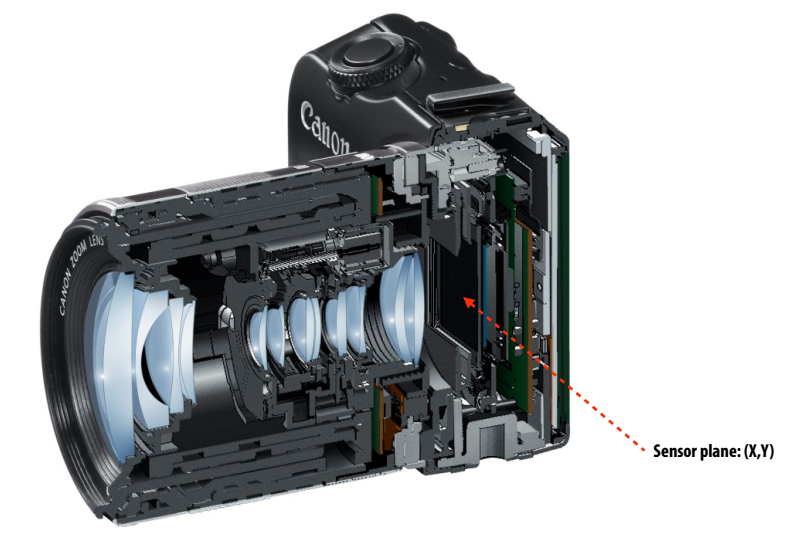 Canon
CANON ZOOM LENS
Sensor plane: (X,Y)